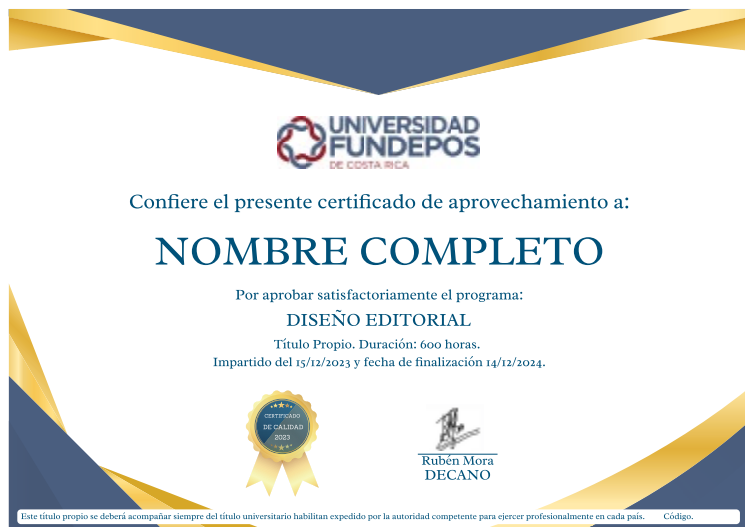 UNIVERSIDAD
FUNDEPOS
DE COSTA RICA
Confiere el presente certificado de aprovechamiento a:
NOMBRE COMPLETO
Por aprobar satisfactoriamente el programa:
DISEÑO EDITORIAL
Título Propio. Duración: 600 horas.
Impartido del 15/12/2023 y fecha de finalización 14/12/2024.
CERTIFICADO
DE CALIDAD
2023
Rubén Mora
DECANO
Este título propio se deberá acompañar siempre del título universitario habilitan expedido por la autoridad competente para ejercer profesionalmente en cada país. Código.